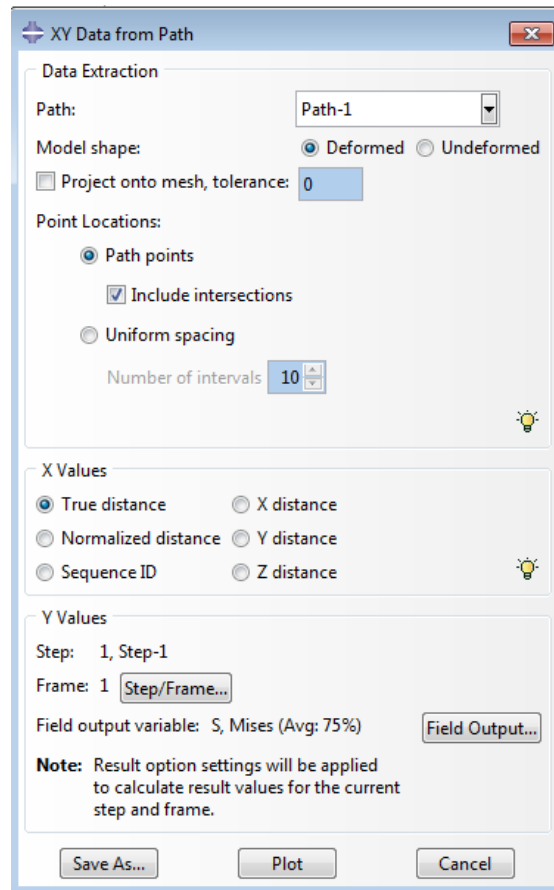 XY Data from Path
Data Extraction
Path: Path-1
Model shape: Deformed Undeformed
Project onto mesh, tolerance: 0
Point Locations:
Path points
Include intersections
Uniform spacing
Number of intervals 10
X Values
True distance X distance
Normalized distance Y distance
Sequence ID Z distance
Y Values
Step: 1, Step-1
Frame: 1 Step/Frame...
Field output variable: S, Mises (Avg: 75%) Field Output...
Note: Result option settings will be applied
to calculate result values for the current
step and frame.
Save As... Plot Cancel